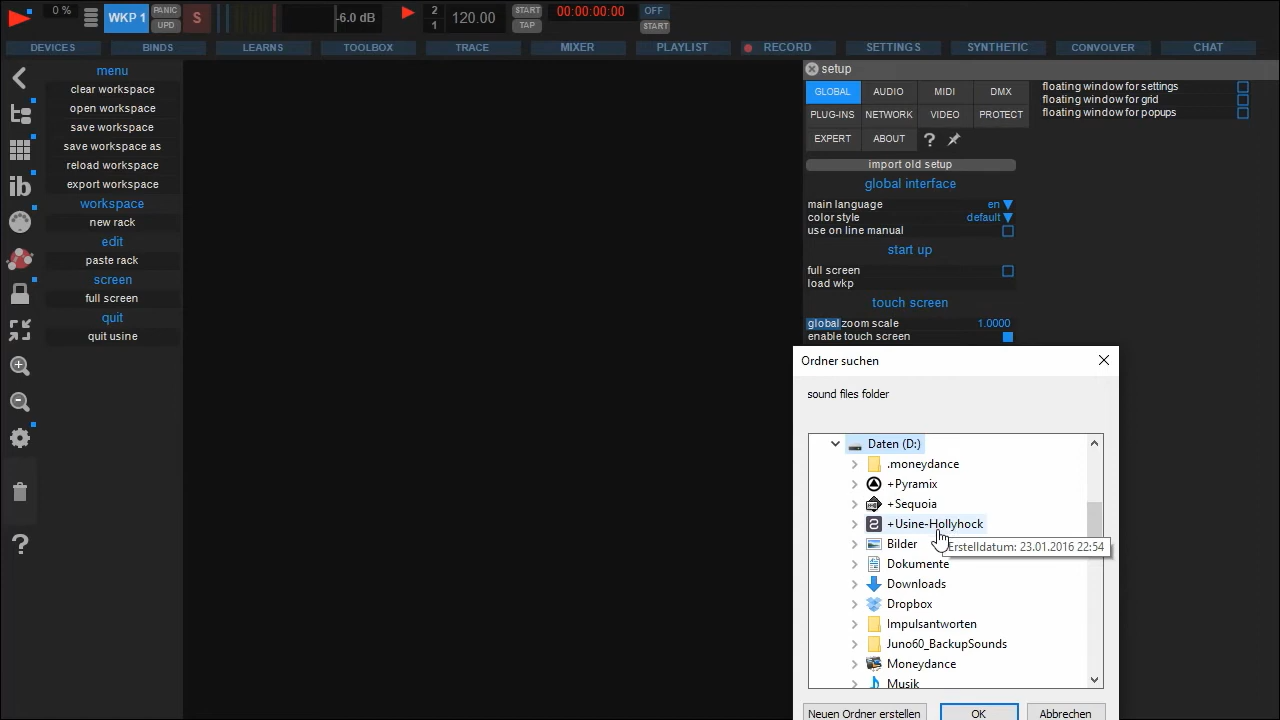 0 %
WKP 1
PANIC
UPD
S
-6.0 dB
2
1
120.00
START
TAP
00:00:00:00
OFF
START
DEVICES
BINDS
LEARNS
TOOLBOX
TRACE
MIXER
PLAYLIST
RECORD
SETTINGS
SYNTHETIC
CONVOLVER
CHAT
menu
clear workspace
open workspace
save workspace
save workspace as
reload workspace
export workspace
workspace
new rack
edit
paste rack
screen
full screen
quit
quit usine
ib
?
setup
GLOBAL
AUDIO
MIDI
DMX
PLUG-INS
NETWORK
VIDEO
PROTECT
EXPERT
ABOUT
?
import old setup
global interface
main language en
color style default
use on line manual
start up
full screen
load wkp
touch screen
global zoom scale 1.0000
enable touch screen
floating window for settings
floating window for grid
floating window for popups
Ordner suchen
sound files folder
Daten (D:)
.moneydance
+Pyramix
+Sequoia
+Usine-Hollyhock
Erstelldatum: 23.01.2016 22:54
Bilder
Dokumente
Downloads
Dropbox
Impulsantworten
Juno60_BackupSounds
Moneydance
Musik
Neuen Ordner erstellen
OK
Abbrechen